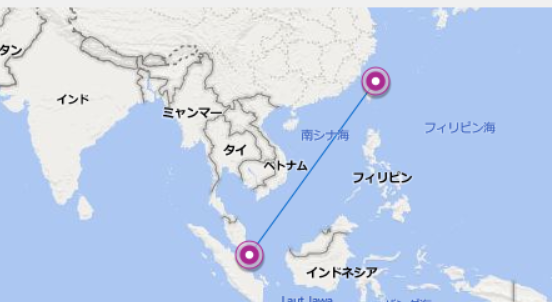 タン
インド
ミャンマー
南シナ海
フィリピン海
タイ
ベトナム
フィリピン
インドネシア
Laut Jawa